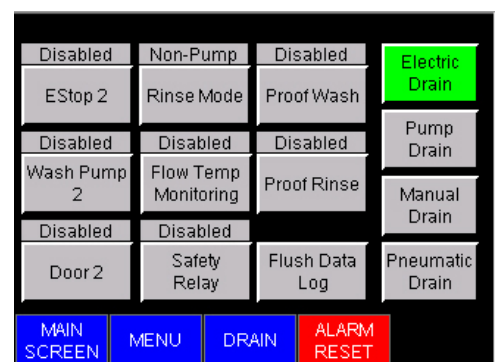 Disabled
Non-Pump
Disabled
Electric
Drain
EStop 2
Rinse Mode
Proof Wash
Pump
Drain
Disabled
Disabled
Disabled
Wash Pump
2
Flow Temp
Monitoring
Proof Rinse
Manual
Drain
Disabled
Disabled
Door 2
Safety
Relay
Flush Data
Log
Pneumatic
Drain
MAIN
SCREEN
MENU
DRAIN
ALARM
RESET